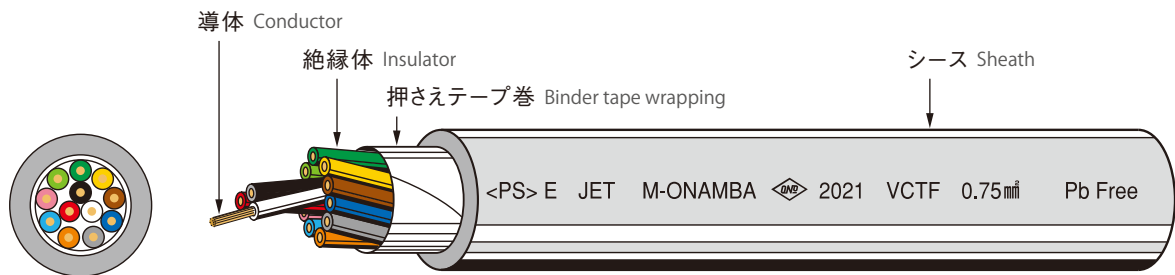 導体 Conductor
絶縁体 Insulator
シース Sheath
押さえテープ巻 Binder tape wrapping
<PS> E JET M-ONAMBA 2021 VCTF 0.75㎟ Pb Free